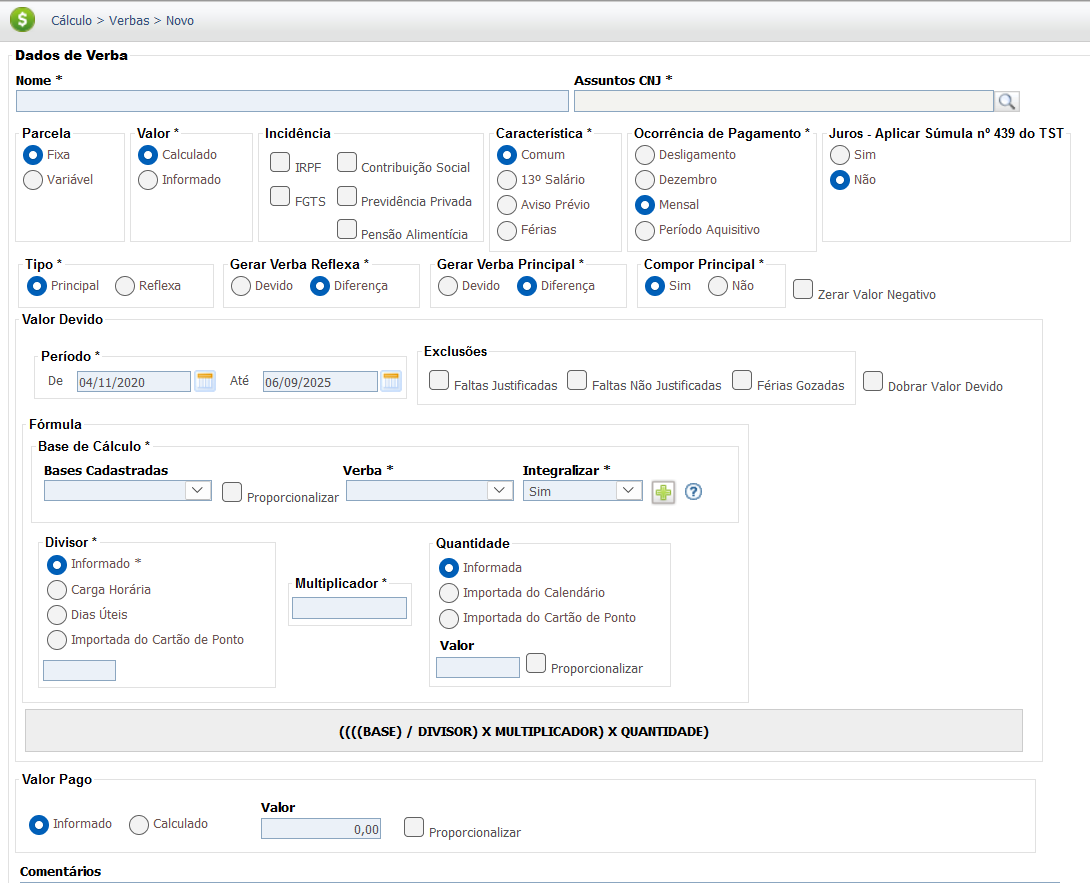 Cálculo > Verbas > Novo
Dados de Verba
Nome *
Assuntos CNJ *
Parcela
Fixa
Variável
Valor *
Calculado
Informado
Incidência
IRPF
Contribuição Social
FGTS
Previdência Privada
Pensão Alimentícia
Característica *
Comum
13º Salário
Aviso Prévio
Férias
Ocorrência de Pagamento *
Desligamento
Dezembro
Mensal
Período Aquisitivo
Juros - Aplicar Súmula nº 439 do TST
Sim
Não
Tipo *
Principal
Reflexa
Gerar Verba Reflexa *
Devido
Diferença
Gerar Verba Principal *
Devido
Diferença
Compor Principal *
Sim
Não
Zerar Valor Negativo
Valor Devido
Período *
De
04/11/2020
Até
06/09/2025
Exclusões
Faltas Justificadas
Faltas Não Justificadas
Férias Gozadas
Dobrar Valor Devido
Fórmula
Base de Cálculo *
Bases Cadastradas
Proporcionalizar
Verba *
Integralizar *
Sim
Divisor *
Informado *
Carga Horária
Dias Úteis
Importada do Cartão de Ponto
Multiplicador *
Quantidade
Informada
Importada do Calendário
Importada do Cartão de Ponto
Valor
Proporcionalizar
((((BASE) / DIVISOR) X MULTIPLICADOR) X QUANTIDADE)
Valor Pago
Informado
Calculado
Valor
0,00
Proporcionalizar
Comentários